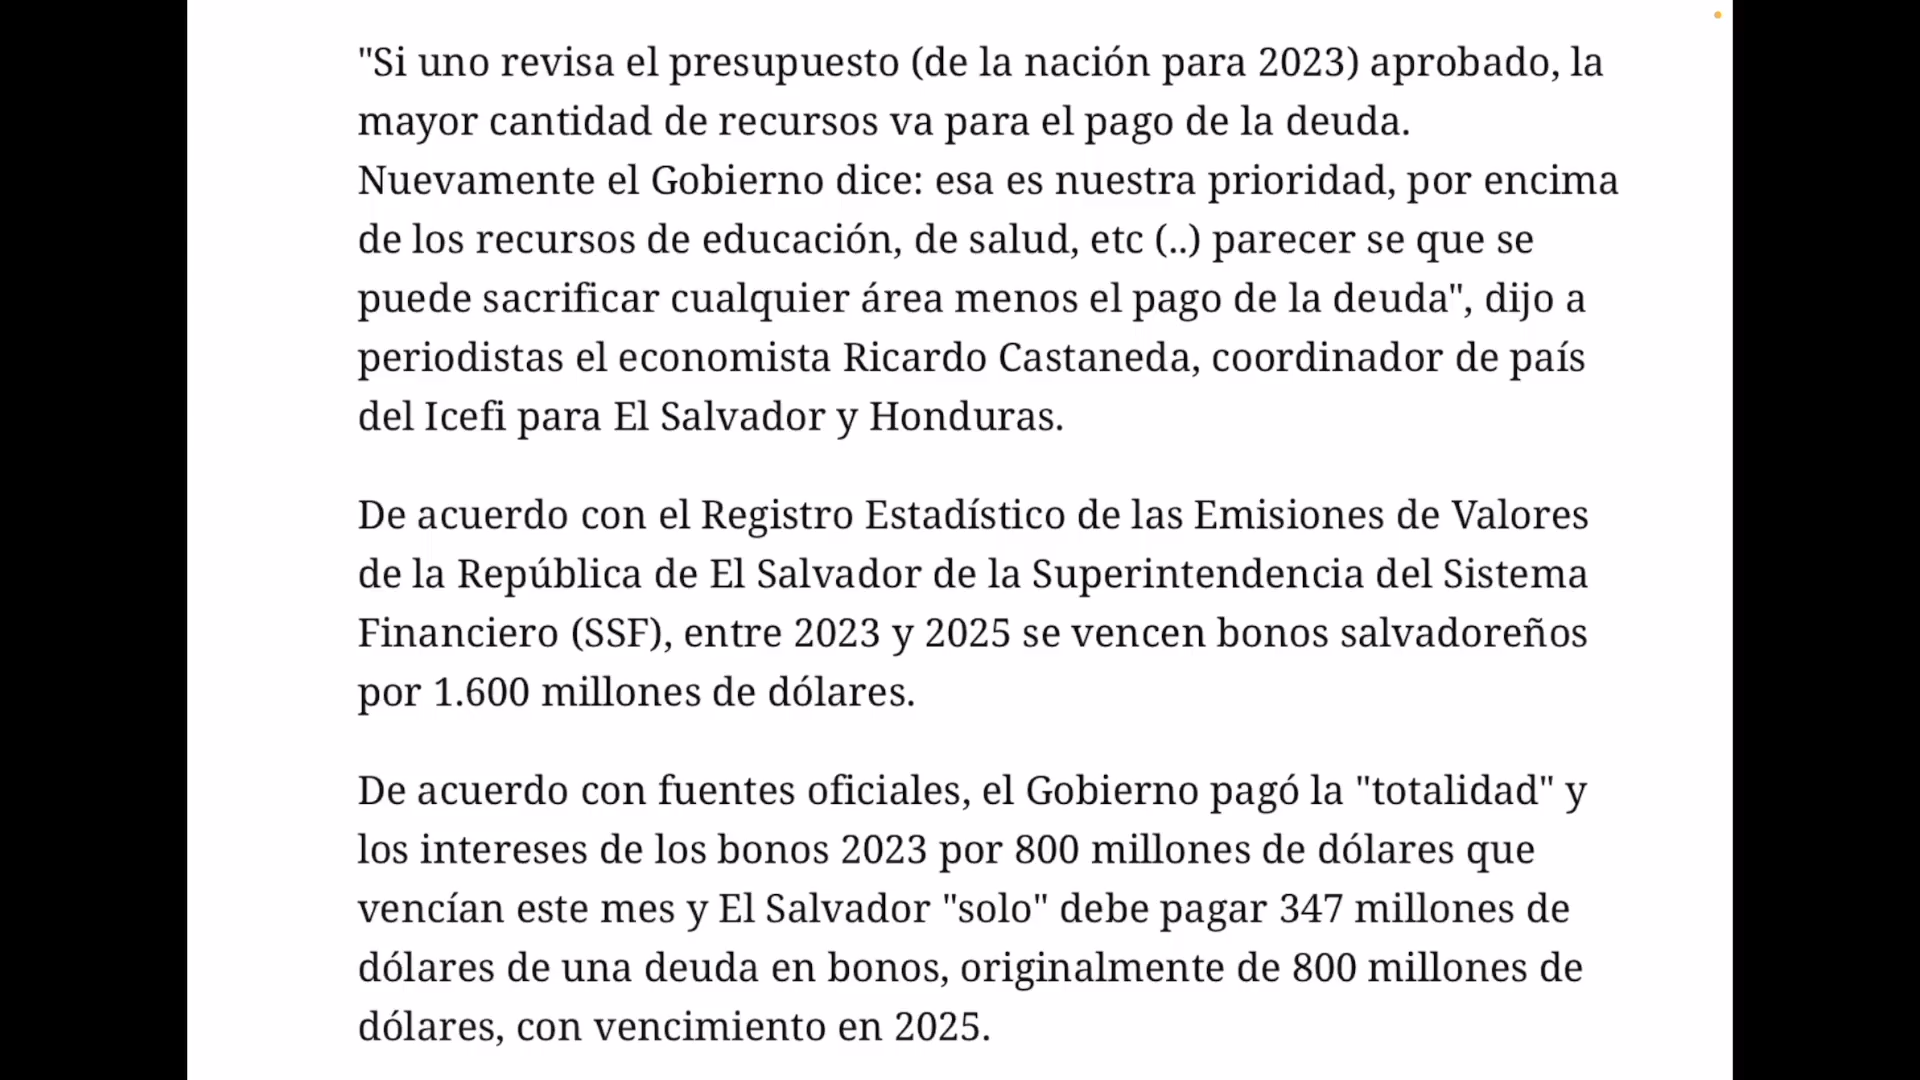 "Si uno revisa el presupuesto (de la nación para 2023) aprobado, la
mayor cantidad de recursos va para el pago de la deuda.
Nuevamente el Gobierno dice: esa es nuestra prioridad, por encima
de los recursos de educación, de salud, etc (..) parecer se que se
puede sacrificar cualquier área menos el pago de la deuda", dijo a
periodistas el economista Ricardo Castaneda, coordinador de país
del Icefi para El Salvador y Honduras.
De acuerdo con el Registro Estadístico de las Emisiones de Valores
de la República de El Salvador de la Superintendencia del Sistema
Financiero (SSF), entre 2023 y 2025 se vencen bonos salvadoreños
por 1.600 millones de dólares.
De acuerdo con fuentes oficiales, el Gobierno pagó la "totalidad" y
los intereses de los bonos 2023 por 800 millones de dólares que
vencían este mes y El Salvador "solo" debe pagar 347 millones de
dólares de una deuda en bonos, originalmente de 800 millones de
dólares, con vencimiento en 2025.